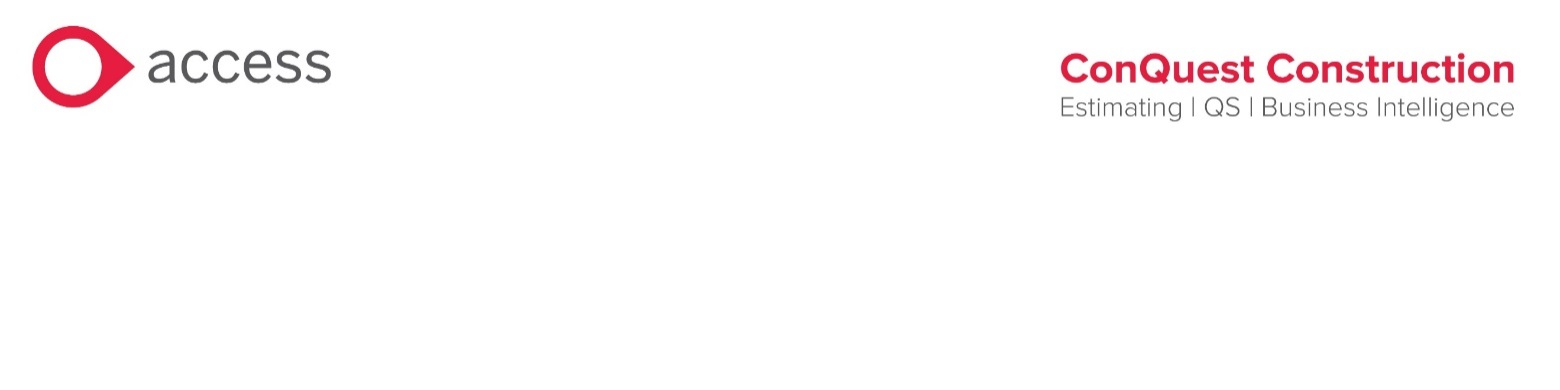 access
ConQuest Construction
Estimating | QS | Business Intelligence